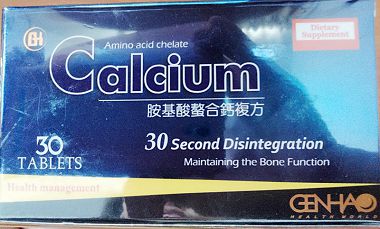 GH
Dietary
Supplement
Amino acid chelate
Calcium
胺基酸螯合鈣複方
30
TABLETS
30 Second Disintegration
Maintaining the Bone Function
Health management
GENHAO
HEALTH WORLD